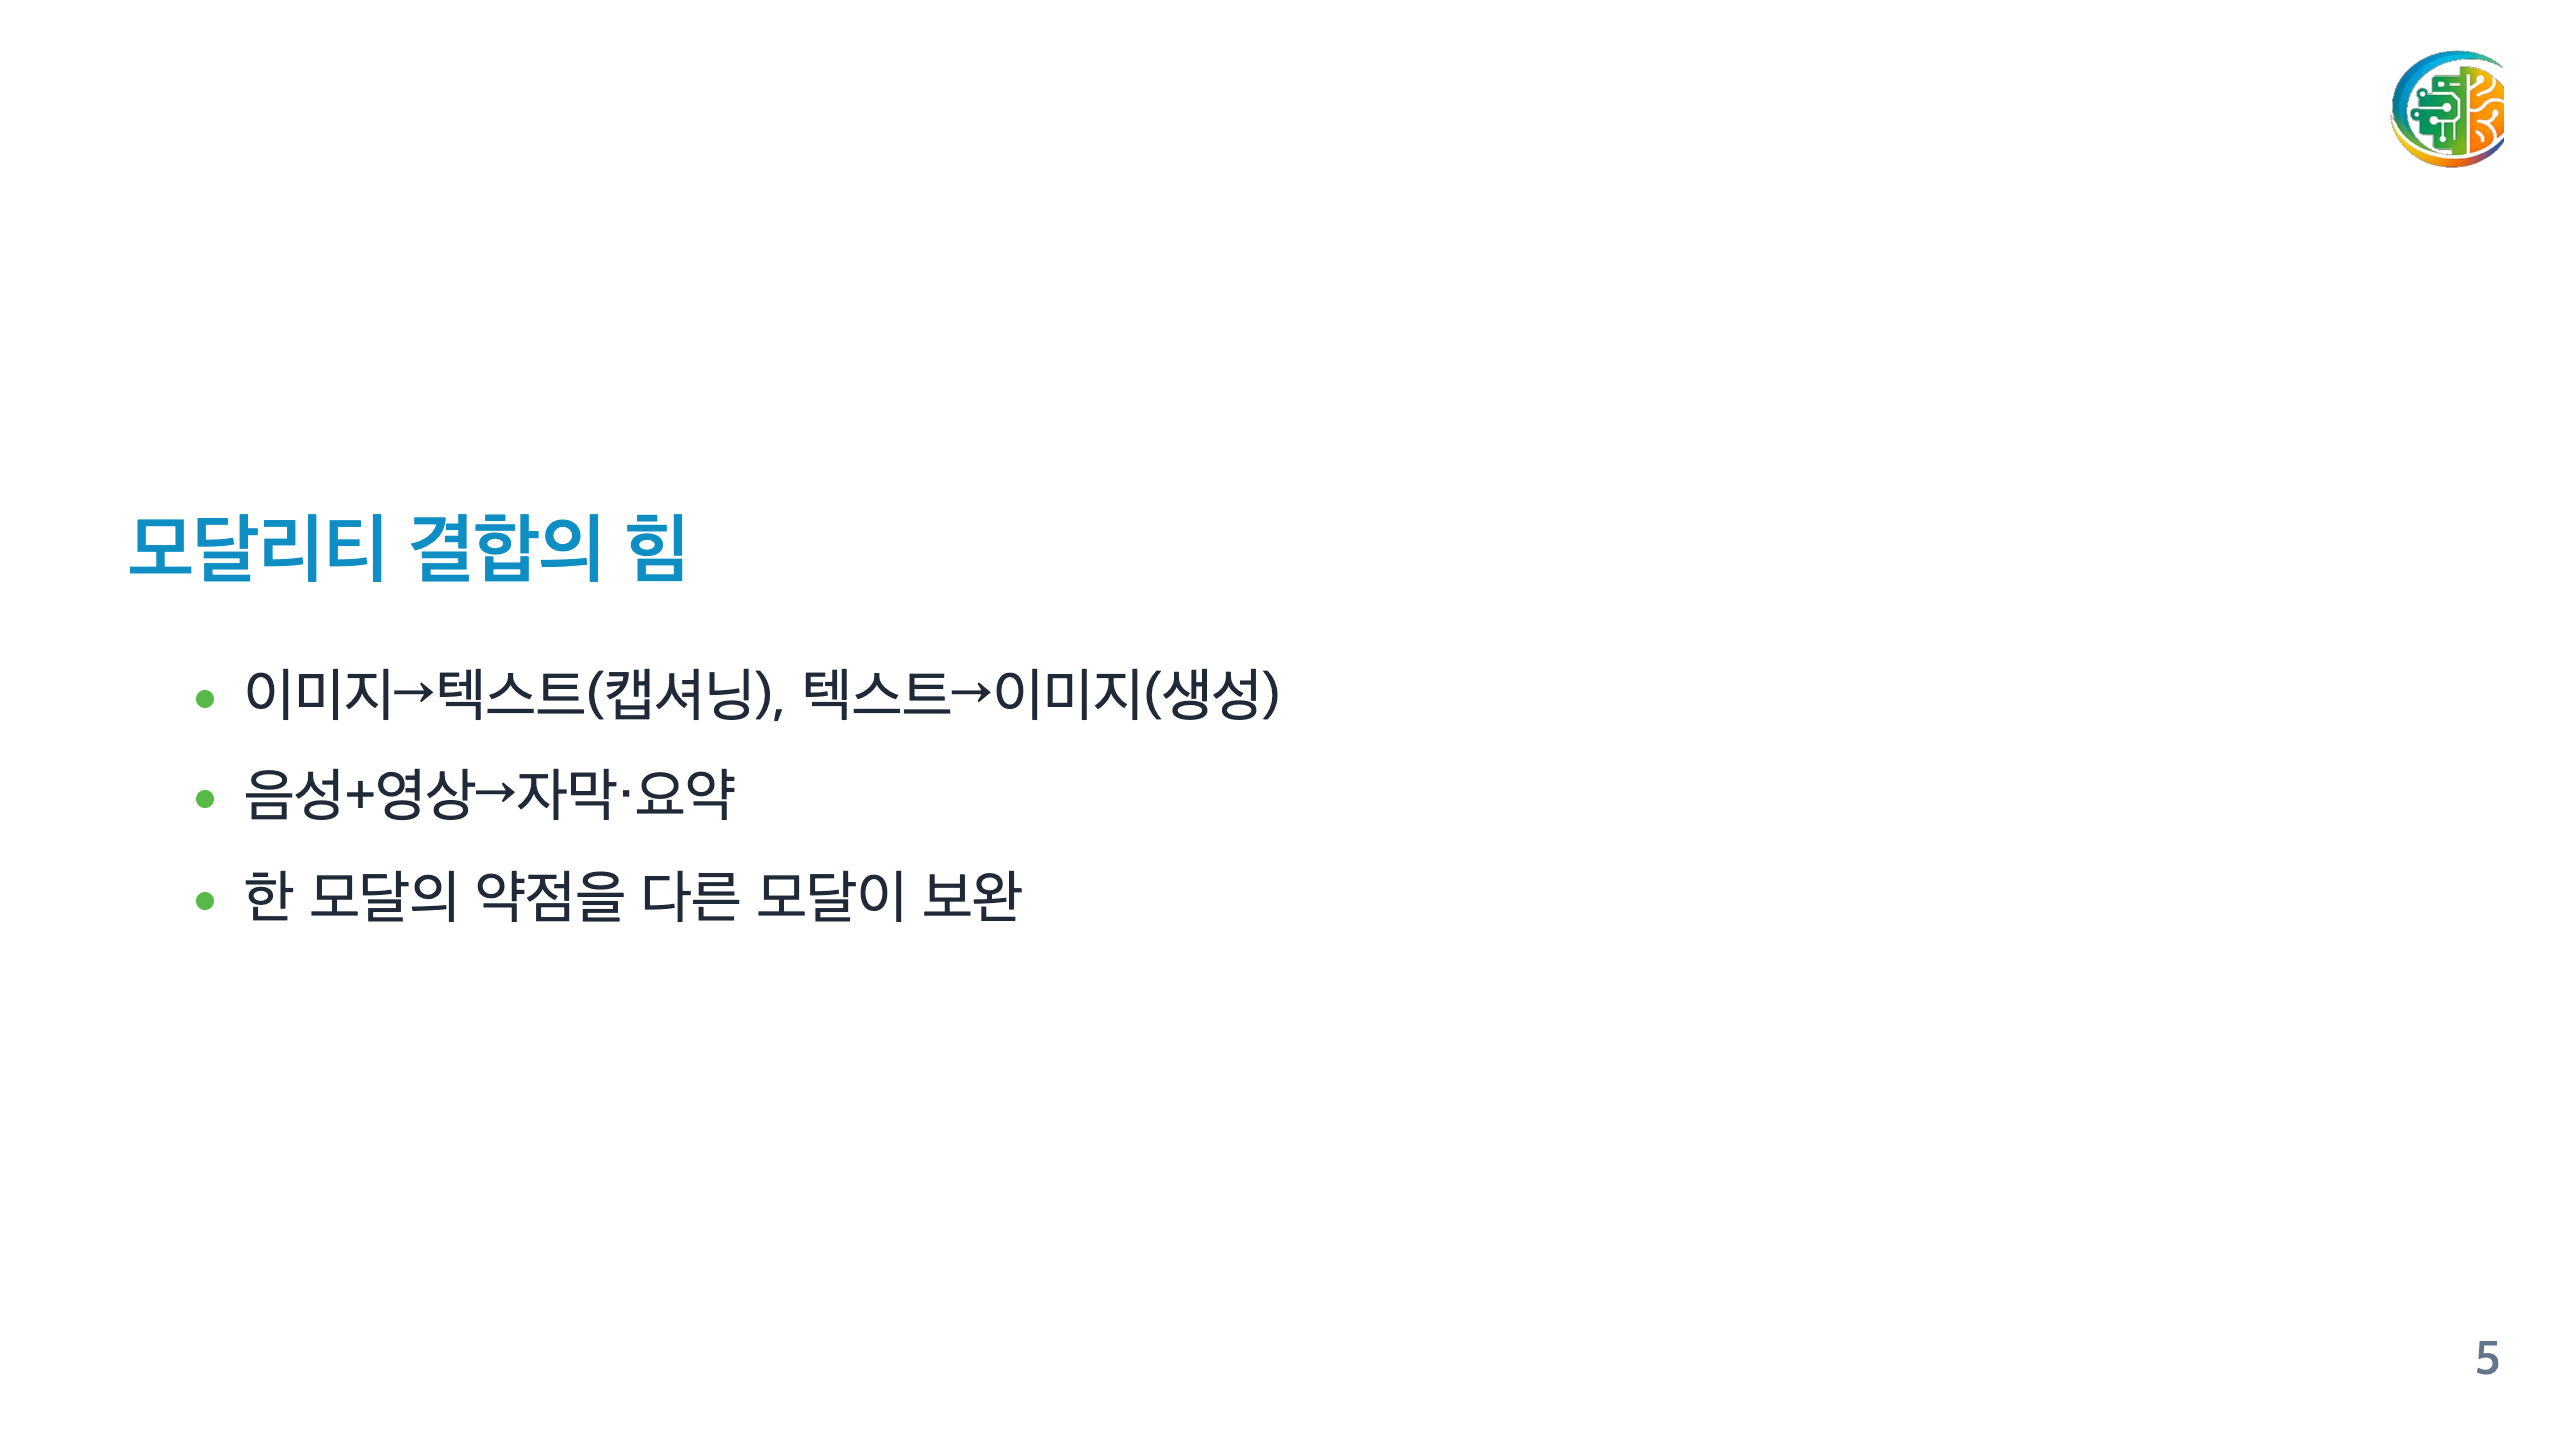 모달리티 결합의 힘
• 이미지→텍스트(캡셔닝), 텍스트→이미지(생성)
• 음성+영상→자막·요약
• 한 모달의 약점을 다른 모달이 보완
5